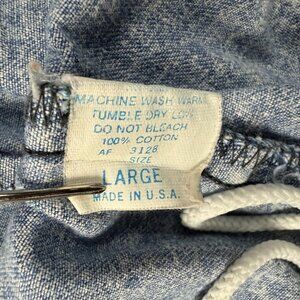 MACHINE WASH WARM
TUMBLE DRY LOW
DO NOT BLEACH
100% COTTON
AF 3128
SIZE
LARGE
MADE IN U.S.A.